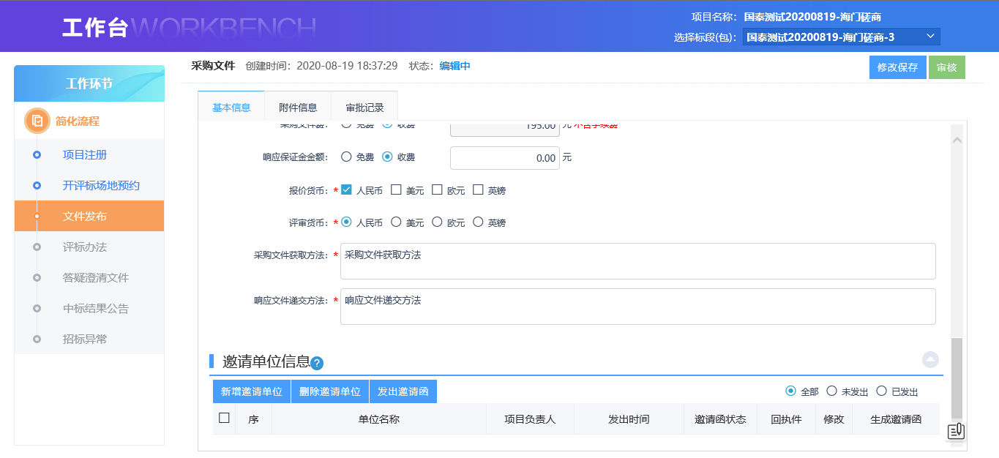 工作台WORKBENCH
项目名称： 国泰测试20200819-海门磋商
选择标段(包)： 国泰测试20200819-海门磋商-3
采购文件 创建时间：2020-08-19 18:37:29 状态：编辑中
修改保存 审核
工作环节
简化流程
项目注册
开评标场地预约
文件发布
评标办法
答疑澄清文件
中标结果公告
招标异常
基本信息 附件信息 审批记录
采购文件费： 免费 收费 195.00 元 不含手续费
响应保证金金额： 免费 收费 0.00 元
报价货币：* 人民币 美元 欧元 英镑
评审货币：* 人民币 美元 欧元 英镑
采购文件获取方法：* 采购文件获取方法
响应文件递交方法：* 响应文件递交方法
邀请单位信息?
新增邀请单位 删除邀请单位 发出邀请函 全部 未发出 已发出
序 单位名称 项目负责人 发出时间 邀请函状态 回执件 修改 生成邀请函